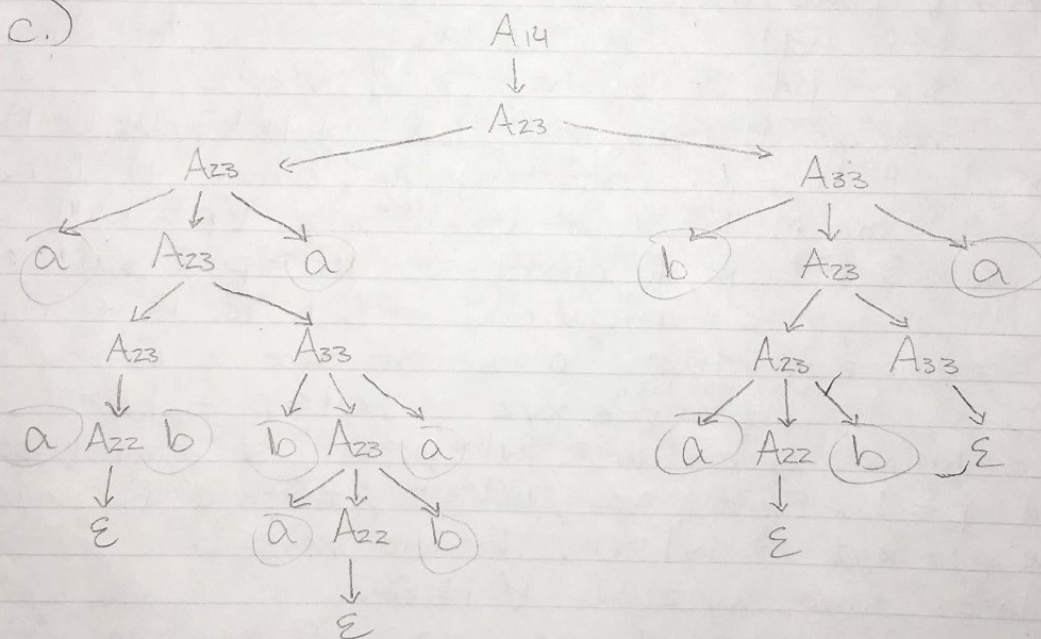 c.)
A14
A23
A23 A33
a A23 a b A23 a
A23 A33 A23 A33
a A22 b b A23 a a A22 b ε
ε a A22 b ε
ε